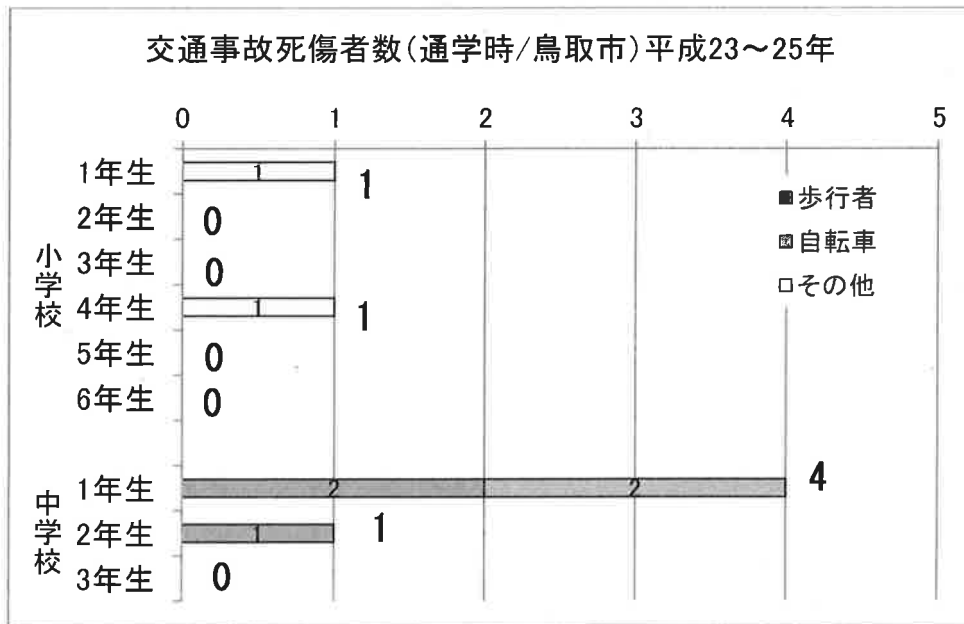 交通事故死傷者数(通学時/鳥取市)平成23～25年
0 1 2 3 4 5
小学校
1年生 1 1
2年生 0
3年生 0
4年生 1 1
5年生 0
6年生 0
中学校
1年生 2 2 4
2年生 1 1
3年生 0
■歩行者
自転車
□その他